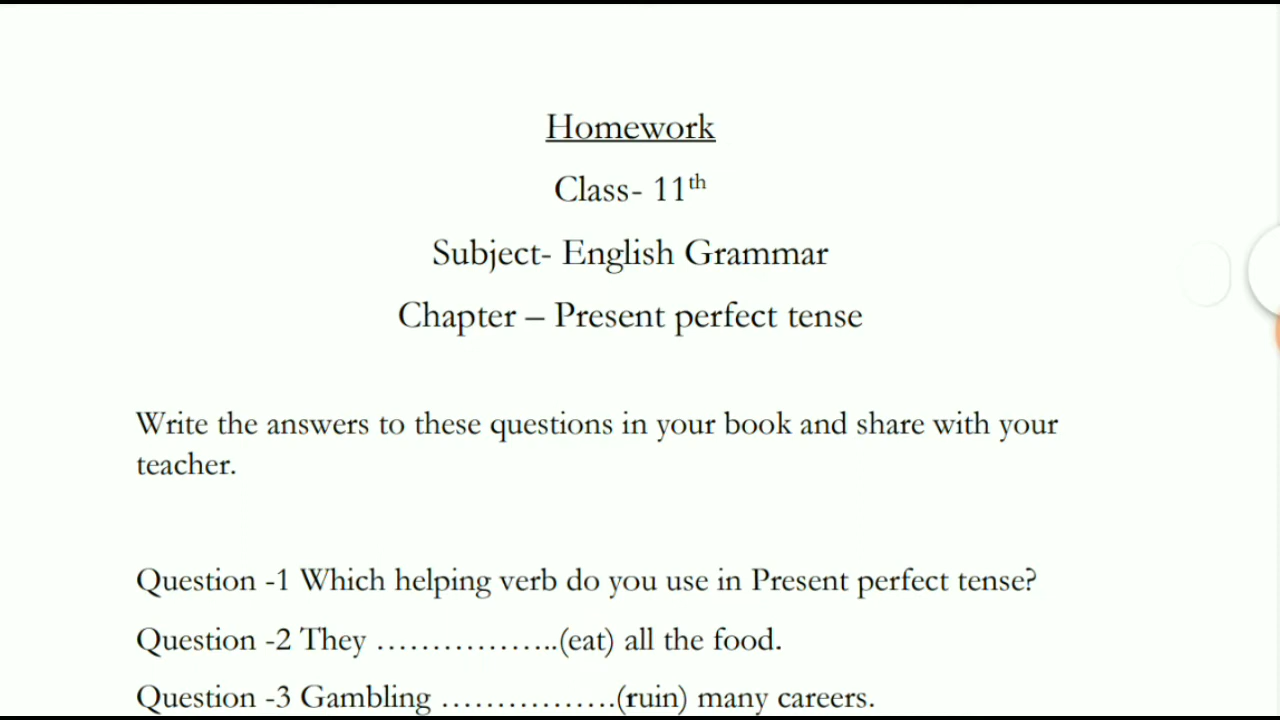 Homework
Class- 11th
Subject- English Grammar
Chapter – Present perfect tense
Write the answers to these questions in your book and share with your
teacher.
Question -1 Which helping verb do you use in Present perfect tense?
Question -2 They ………………..(eat) all the food.
Question -3 Gambling …………….(ruin) many careers.